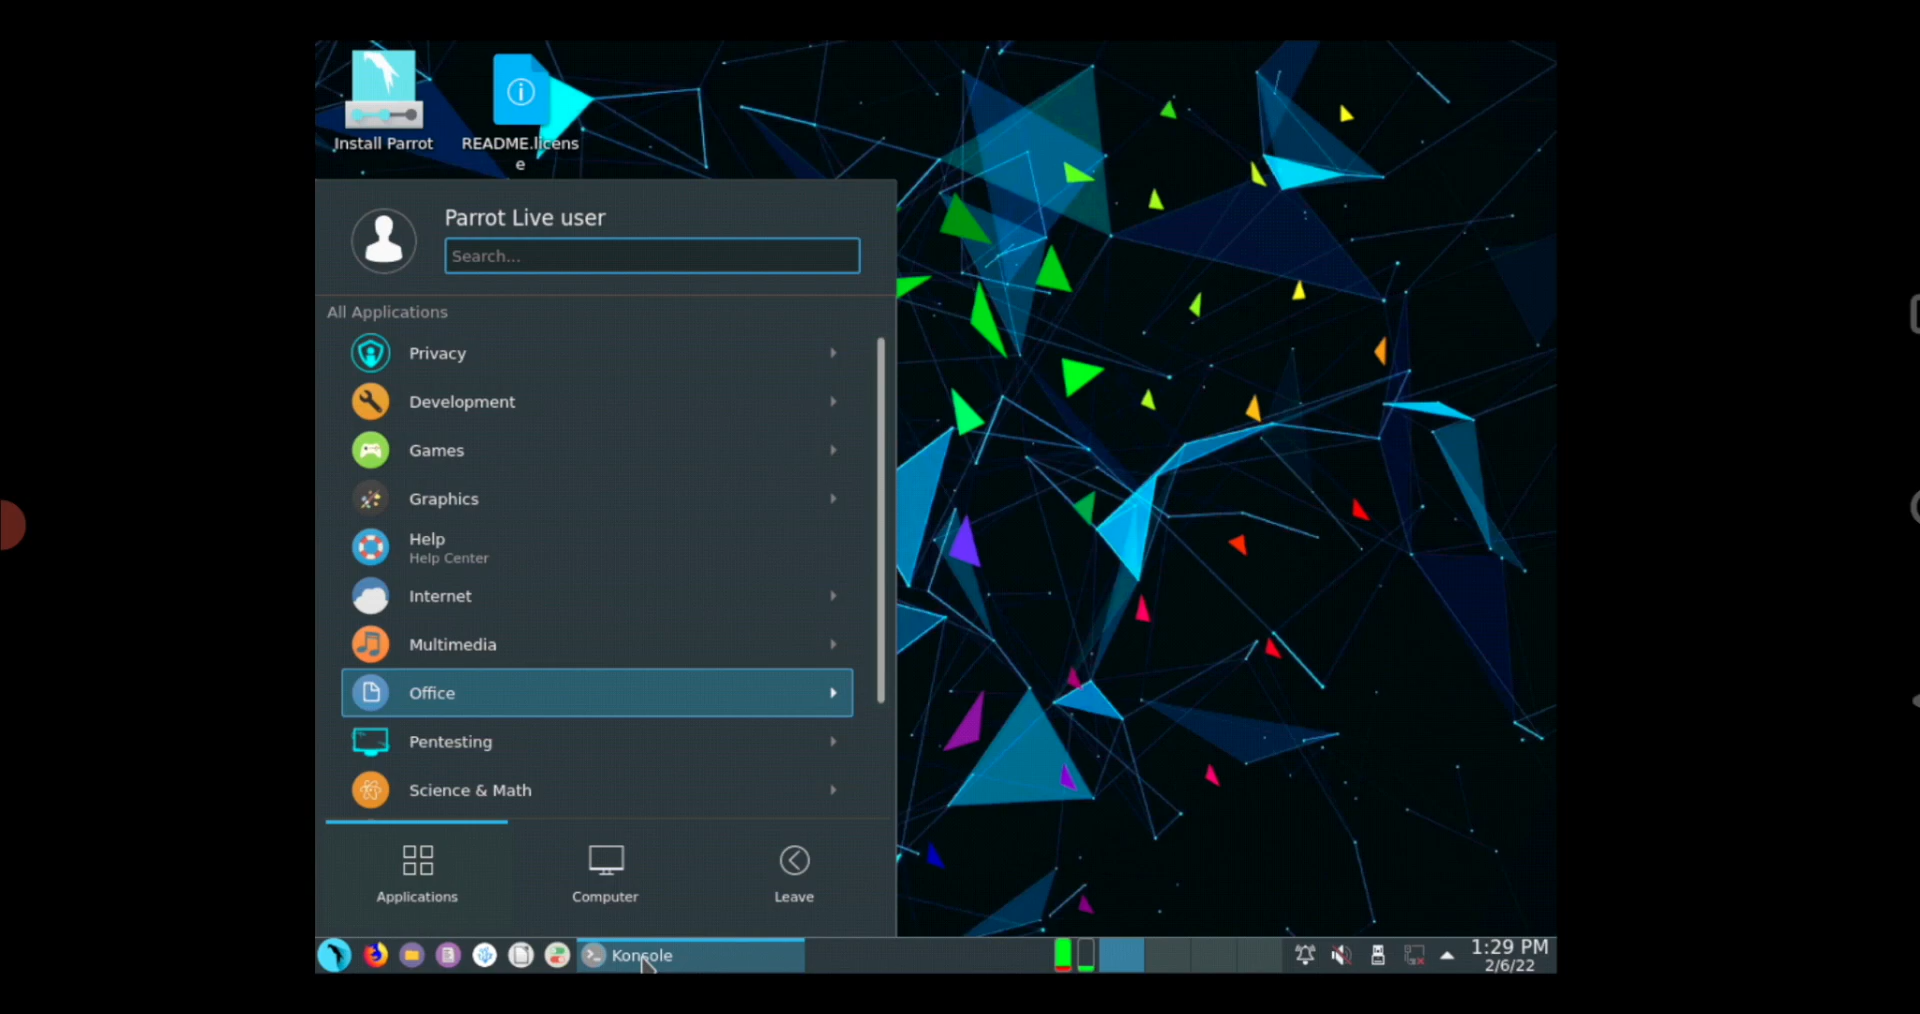 Install Parrot
README.licens
e
Parrot Live user
Search...
All Applications
Privacy
Development
Games
Graphics
Help
Help Center
Internet
Multimedia
Office
Pentesting
Science & Math
Applications
Computer
Leave
Konsole
1:29 PM
2/6/22